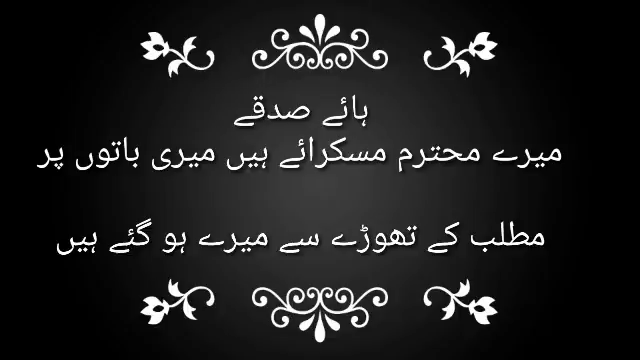 ہائے صدقے
میرے محترم مسکرائے ہیں میری باتوں پر
مطلب کے تھوڑے سے میرے ہو گئے ہیں